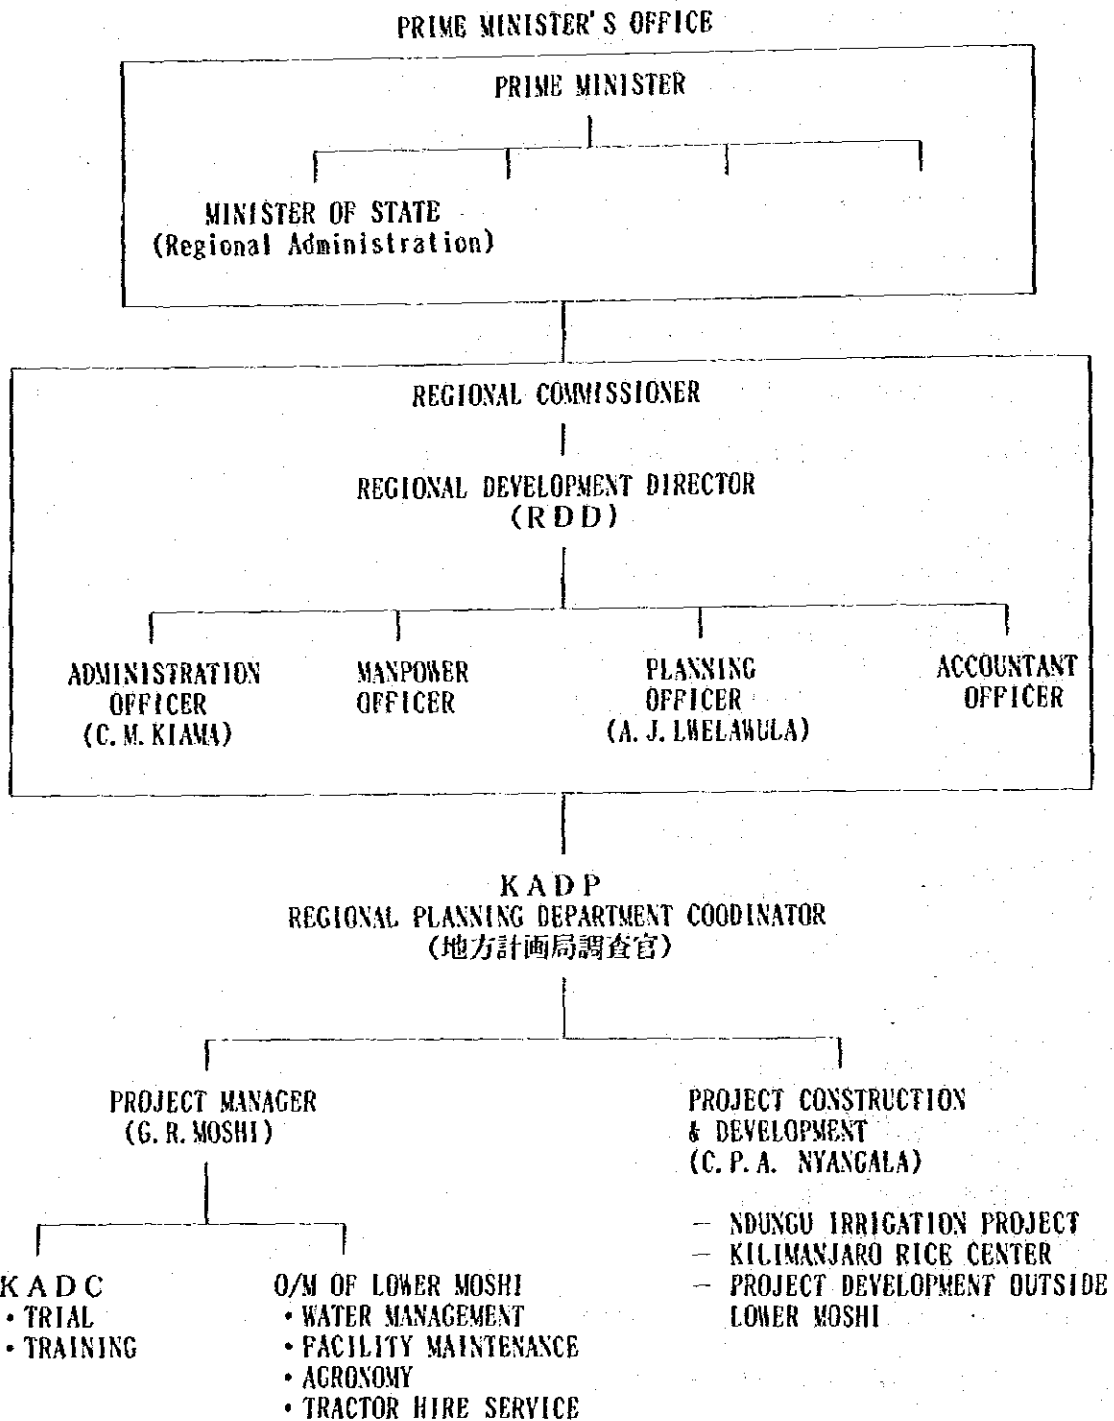 PRIME MINISTER'S OFFICE
PRIME MINISTER
MINISTER OF STATE
(Regional Administration)
REGIONAL COMMISSIONER
REGIONAL DEVELOPMENT DIRECTOR
(RDD)
ADMINISTRATION
OFFICER
(C. M. KIAMA)
MANPOWER
OFFICER
PLANNING
OFFICER
(A. J. LWELAWULA)
ACCOUNTANT
OFFICER
KADP
REGIONAL PLANNING DEPARTMENT COODINATOR
(地方計画局調査官)
PROJECT MANAGER
(G. R. MOSHI)
PROJECT CONSTRUCTION
& DEVELOPMENT
(C. P. A. NYANGALA)
— NDUNGU IRRIGATION PROJECT
— KILIMANJARO RICE CENTER
— PROJECT DEVELOPMENT OUTSIDE
LOWER MOSHI
KADC
・TRIAL
・TRAINING
O/M OF LOWER MOSHI
・WATER MANAGEMENT
・FACILITY MAINTENANCE
・AGRONOMY
・TRACTOR HIRE SERVICE